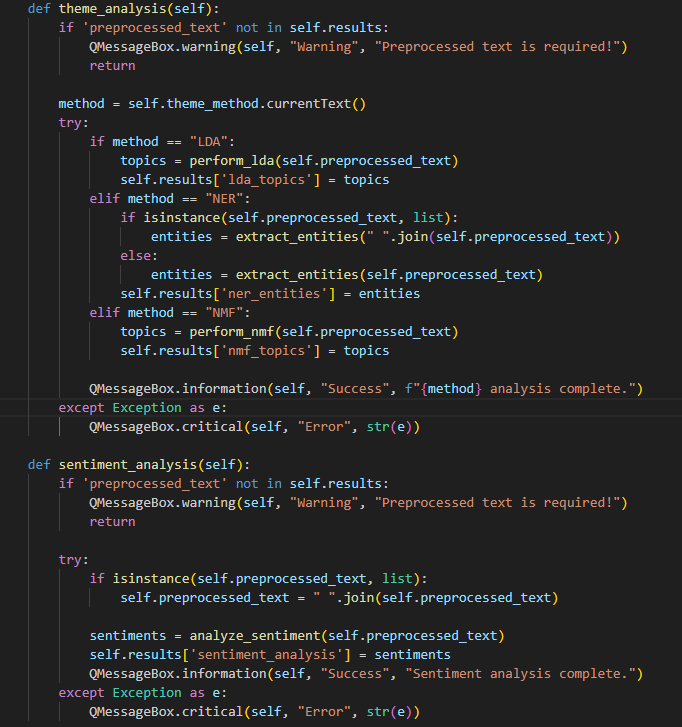 def theme_analysis(self):
    if 'preprocessed_text' not in self.results:
        QMessageBox.warning(self, "Warning", "Preprocessed text is required!")
        return

    method = self.theme_method.currentText()
    try:
        if method == "LDA":
            topics = perform_lda(self.preprocessed_text)
            self.results['lda_topics'] = topics
        elif method == "NER":
            if isinstance(self.preprocessed_text, list):
                entities = extract_entities(" ".join(self.preprocessed_text))
            else:
                entities = extract_entities(self.preprocessed_text)
            self.results['ner_entities'] = entities
        elif method == "NMF":
            topics = perform_nmf(self.preprocessed_text)
            self.results['nmf_topics'] = topics

        QMessageBox.information(self, "Success", f"{method} analysis complete.")
    except Exception as e:
        QMessageBox.critical(self, "Error", str(e))

def sentiment_analysis(self):
    if 'preprocessed_text' not in self.results:
        QMessageBox.warning(self, "Warning", "Preprocessed text is required!")
        return

    try:
        if isinstance(self.preprocessed_text, list):
            self.preprocessed_text = " ".join(self.preprocessed_text)

        sentiments = analyze_sentiment(self.preprocessed_text)
        self.results['sentiment_analysis'] = sentiments
        QMessageBox.information(self, "Success", "Sentiment analysis complete.")
    except Exception as e:
        QMessageBox.critical(self, "Error", str(e))